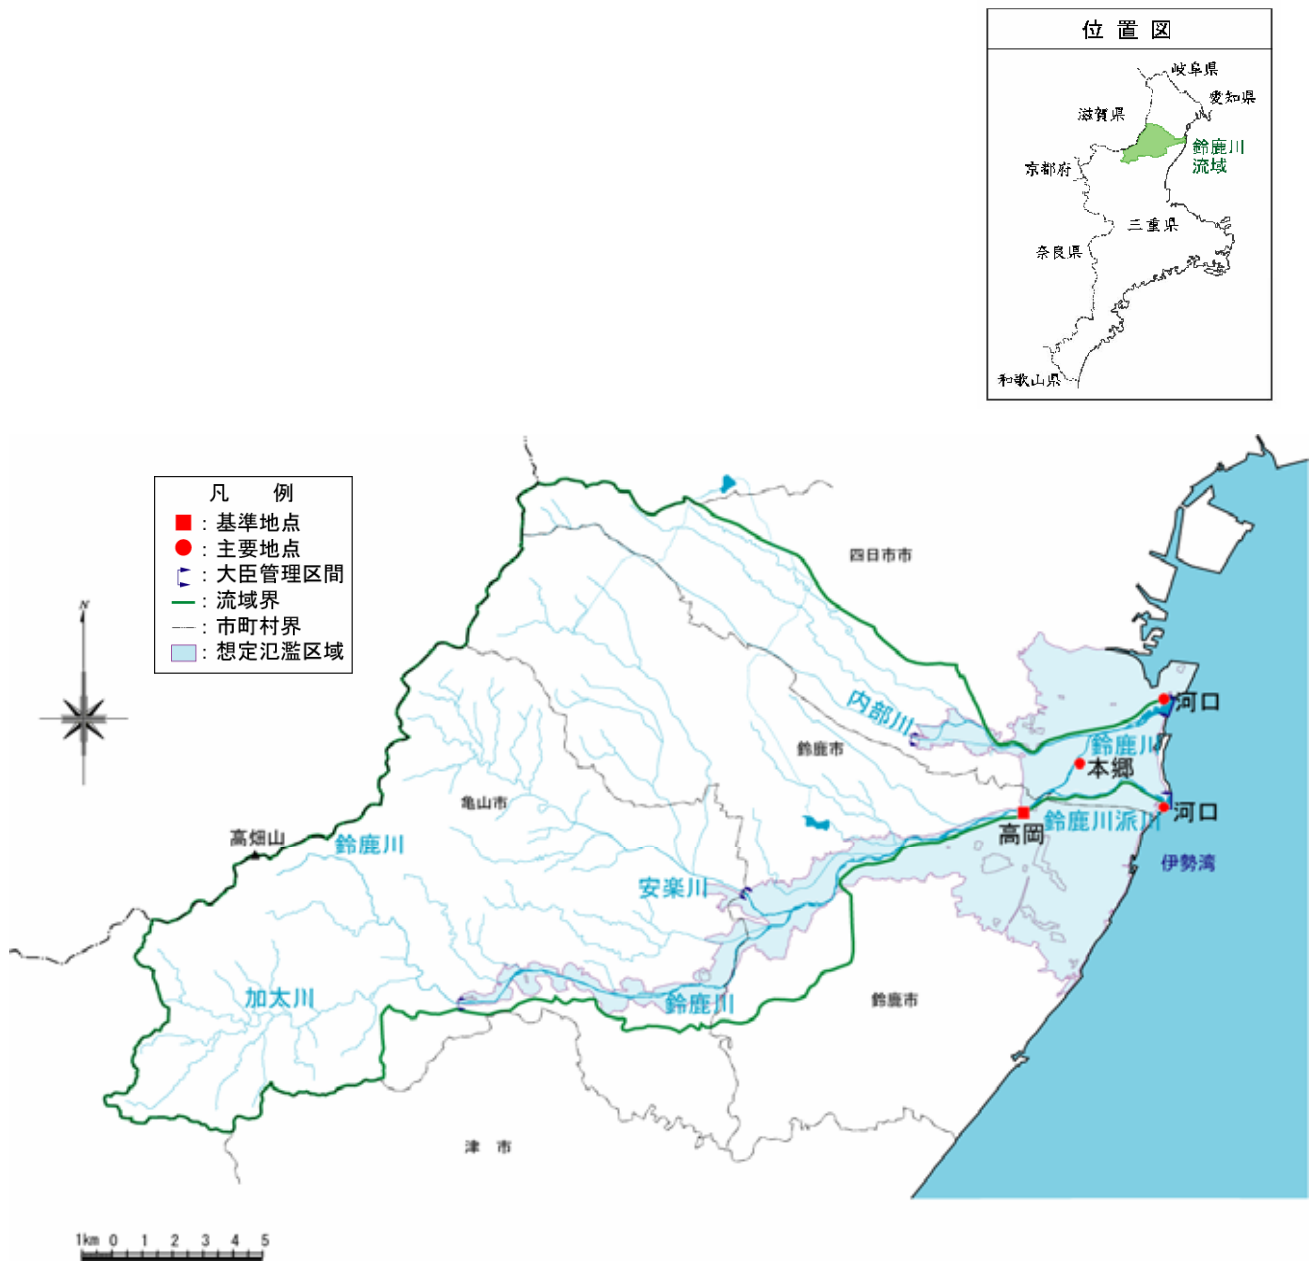 位置図
岐阜県
愛知県
滋賀県
鈴鹿川
流域
京都府
三重県
奈良県
和歌山県
凡 例
：基準地点
：主要地点
：大臣管理区間
：流域界
：市町村界
：想定氾濫区域
N
四日市市
内部川
河口
鈴鹿川
鈴鹿市
本郷
亀山市
河口
鈴鹿川派川
高岡
高畑山
鈴鹿川
伊勢湾
安楽川
加太川
鈴鹿川
鈴鹿市
津 市
1km 0 1 2 3 4 5